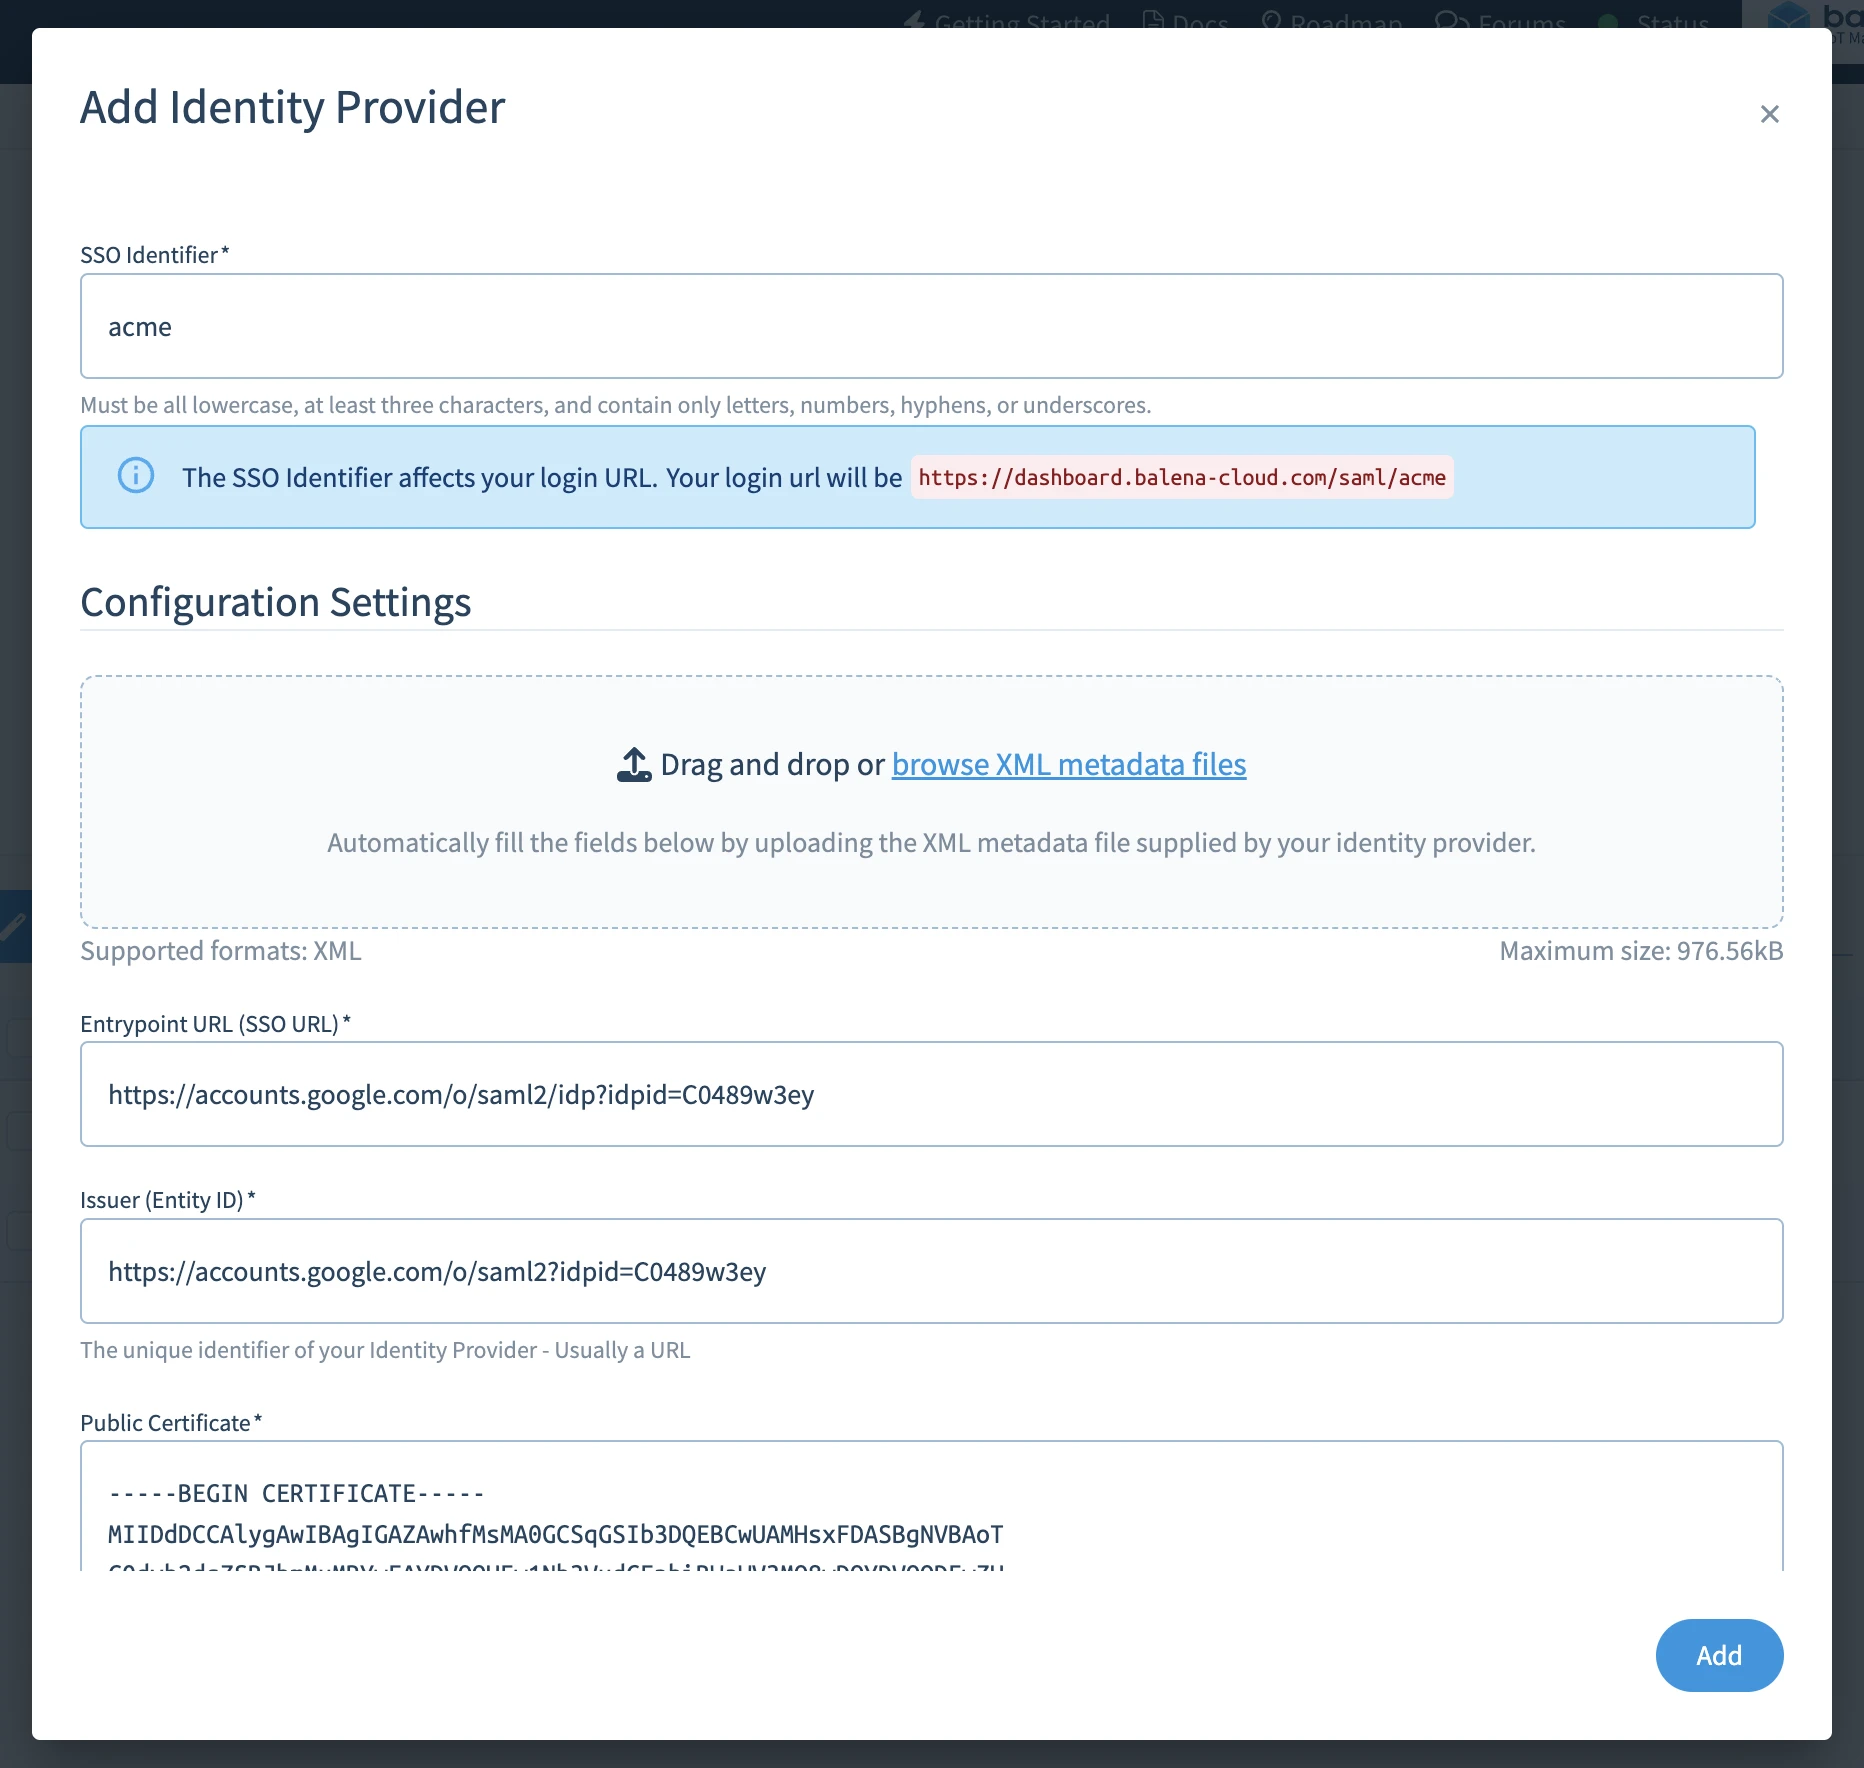 Getting Started Docs Roadmap Forums Status
Add Identity Provider
SSO Identifier*
acme
Must be all lowercase, at least three characters, and contain only letters, numbers, hyphens, or underscores.
The SSO Identifier affects your login URL. Your login url will be https://dashboard.balena-cloud.com/saml/acme
Configuration Settings
Drag and drop or browse XML metadata files
Automatically fill the fields below by uploading the XML metadata file supplied by your identity provider.
Supported formats: XML Maximum size: 976.56kB
Entrypoint URL (SSO URL)*
https://accounts.google.com/o/saml2/idp?idpid=C0489w3ey
Issuer (Entity ID)*
https://accounts.google.com/o/saml2?idpid=C0489w3ey
The unique identifier of your Identity Provider - Usually a URL
Public Certificate*
-----BEGIN CERTIFICATE-----
MIIDdDCCAlygAwIBAgIGAZAwhfMsMA0GCSqGSIb3DQEBCwUAMHsxFDASBgNVBAoT
Add